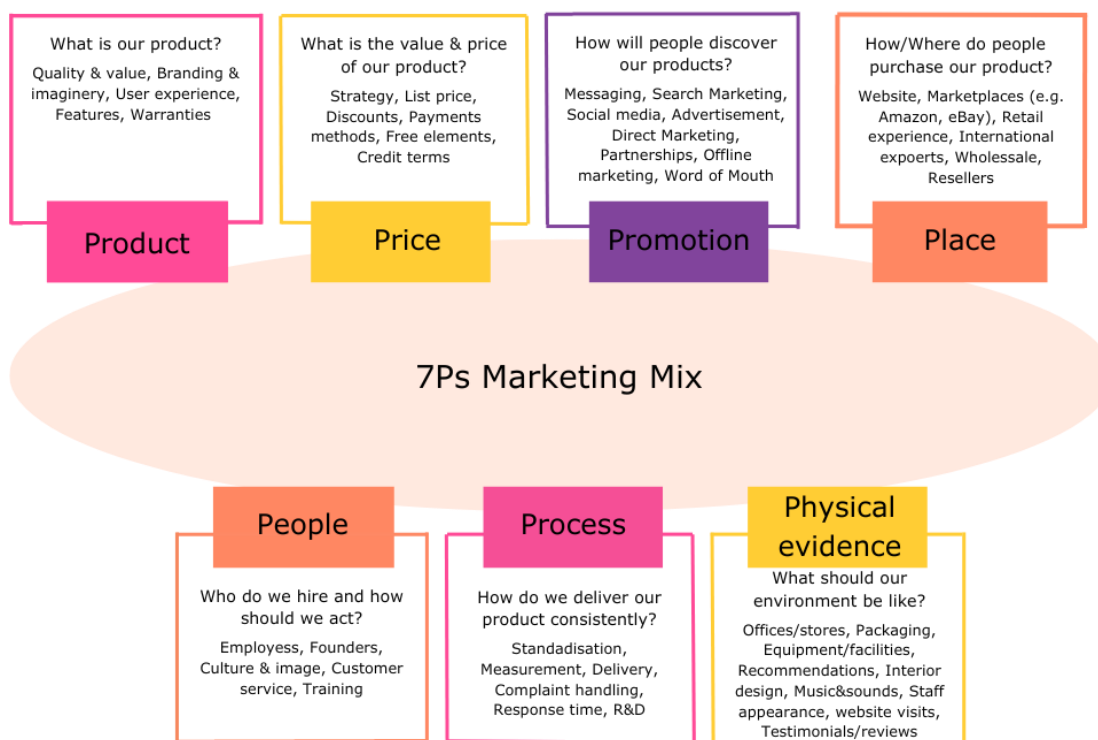 What is our product?
Quality & value, Branding &
imaginery, User experience,
Features, Warranties
Product
What is the value & price
of our product?
Strategy, List price,
Discounts, Payments
methods, Free elements,
Credit terms
Price
How will people discover
our products?
Messaging, Search Marketing,
Social media, Advertisement,
Direct Marketing,
Partnerships, Offline
marketing, Word of Mouth
Promotion
How/Where do people
purchase our product?
Website, Marketplaces (e.g.
Amazon, eBay), Retail
experience, International
expoerts, Wholessale,
Resellers
Place
7Ps Marketing Mix
People
Who do we hire and how
should we act?
Employess, Founders,
Culture & image, Customer
service, Training
Process
How do we deliver our
product consistently?
Standadisation,
Measurement, Delivery,
Complaint handling,
Response time, R&D
Physical
evidence
What should our
environment be like?
Offices/stores, Packaging,
Equipment/facilities,
Recommendations, Interior
design, Music&sounds, Staff
appearance, website visits,
Testimonials/reviews